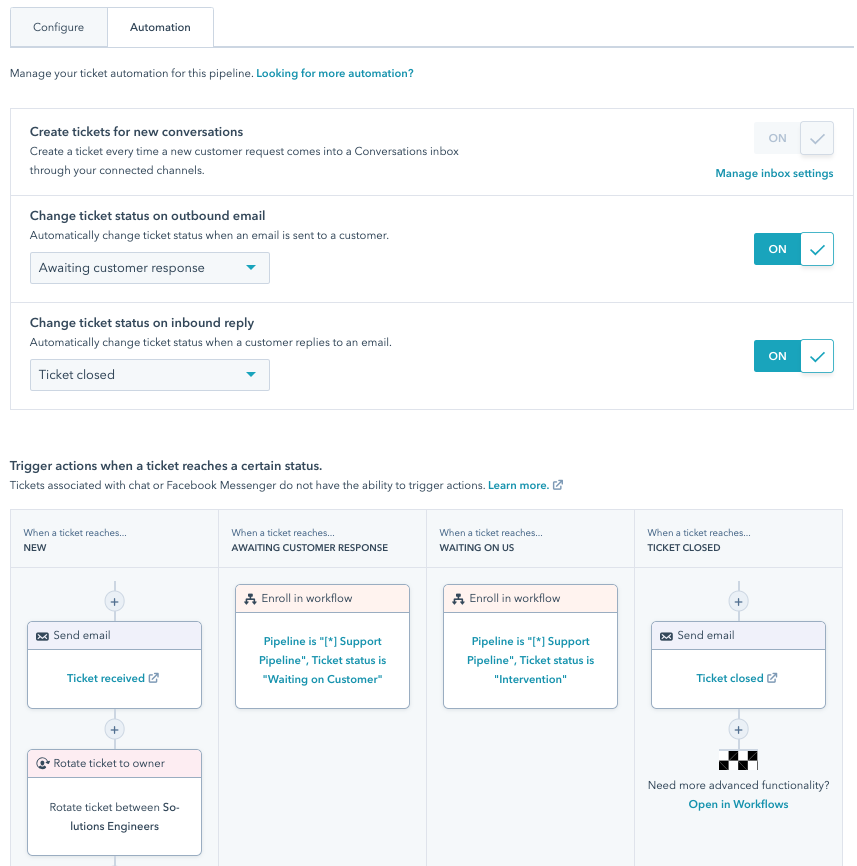 Configure
Automation
Manage your ticket automation for this pipeline. Looking for more automation?
Create tickets for new conversations
Create a ticket every time a new customer request comes into a Conversations inbox
through your connected channels.
ON
Manage inbox settings
Change ticket status on outbound email
Automatically change ticket status when an email is sent to a customer.
Awaiting customer response
ON
Change ticket status on inbound reply
Automatically change ticket status when a customer replies to an email.
Ticket closed
ON
Trigger actions when a ticket reaches a certain status.
Tickets associated with chat or Facebook Messenger do not have the ability to trigger actions. Learn more.
When a ticket reaches...
NEW
Send email
Ticket received
Rotate ticket to owner
Rotate ticket between So-
lutions Engineers
When a ticket reaches...
AWAITING CUSTOMER RESPONSE
Enroll in workflow
Pipeline is "[*] Support
Pipeline", Ticket status is
"Waiting on Customer"
When a ticket reaches...
WAITING ON US
Enroll in workflow
Pipeline is "[*] Support
Pipeline", Ticket status is
"Intervention"
When a ticket reaches...
TICKET CLOSED
Send email
Ticket closed
Need more advanced functionality?
Open in Workflows